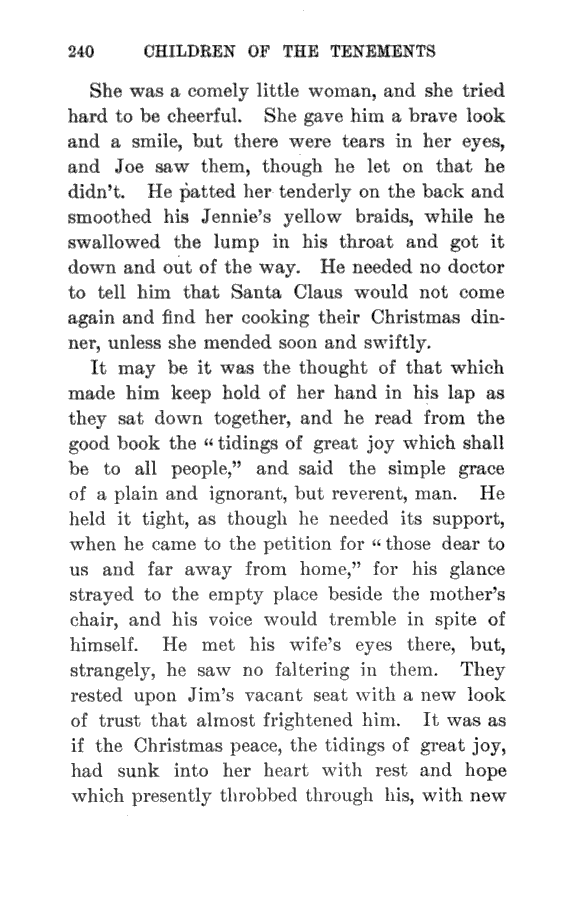 240 CHILDREN OF THE TENEMENTS
She was a comely little woman, and she tried
hard to be cheerful. She gave him a brave look
and a smile, but there were tears in her eyes,
and Joe saw them, though he let on that he
didn't. He patted her tenderly on the back and
smoothed his Jennie's yellow braids, while he
swallowed the lump in his throat and got it
down and out of the way. He needed no doctor
to tell him that Santa Claus would not come
again and find her cooking their Christmas din-
ner, unless she mended soon and swiftly.
It may be it was the thought of that which
made him keep hold of her hand in his lap as
they sat down together, and he read from the
good book the “tidings of great joy which shall
be to all people,” and said the simple grace
of a plain and ignorant, but reverent, man. He
held it tight, as though he needed its support,
when he came to the petition for “those dear to
us and far away from home,” for his glance
strayed to the empty place beside the mother's
chair, and his voice would tremble in spite of
himself. He met his wife's eyes there, but,
strangely, he saw no faltering in them. They
rested upon Jim's vacant seat with a new look
of trust that almost frightened him. It was as
if the Christmas peace, the tidings of great joy,
had sunk into her heart with rest and hope
which presently throbbed through his, with new